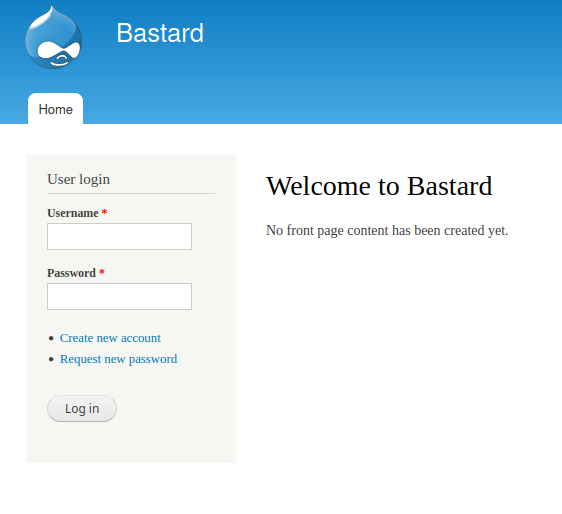 Bastard
Home
User login
Username *
Password *
Create new account
Request new password
Log in
Welcome to Bastard
No front page content has been created yet.